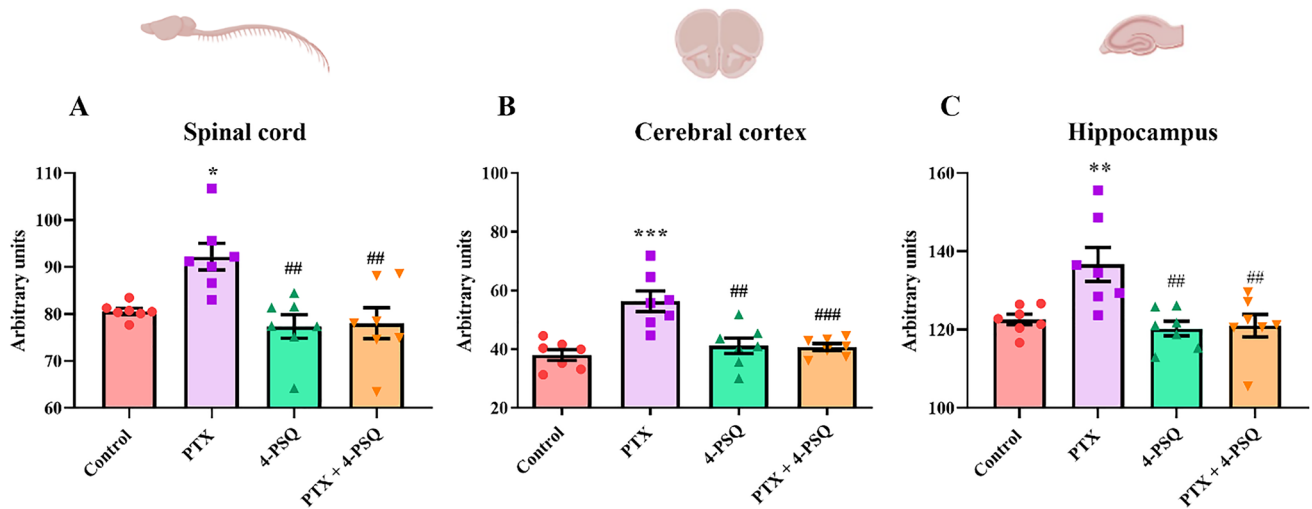 A
Spinal cord
Arbitrary units
110
100
90
80
70
60
*
##
##
Control
PTX
4-PSQ
PTX + 4-PSQ
B
Cerebral cortex
Arbitrary units
100
80
60
40
20
***
##
###
Control
PTX
4-PSQ
PTX + 4-PSQ
C
Hippocampus
Arbitrary units
160
140
120
100
**
##
##
Control
PTX
4-PSQ
PTX + 4-PSQ